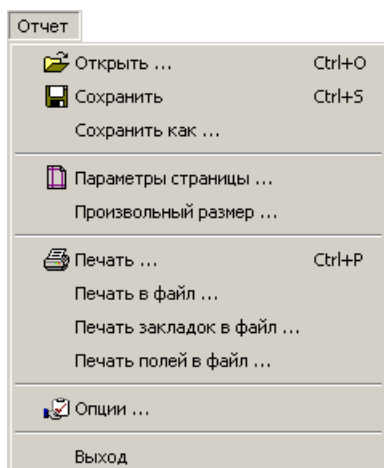 Отчет
Открыть ... Ctrl+O
Сохранить Ctrl+S
Сохранить как ...
Параметры страницы ...
Произвольный размер ...
Печать ... Ctrl+P
Печать в файл ...
Печать закладок в файл ...
Печать полей в файл ...
Опции ...
Выход